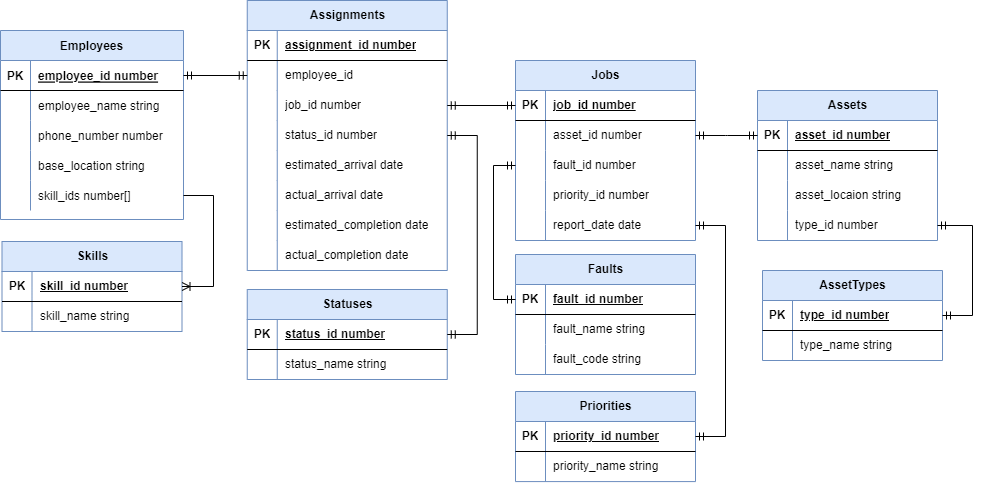 Employees
PK employee_id number
employee_name string
phone_number number
base_location string
skill_ids number[]
Skills
PK skill_id number
skill_name string
Assignments
PK assignment_id number
employee_id
job_id number
status_id number
estimated_arrival date
actual_arrival date
estimated_completion date
actual_completion date
Statuses
PK status_id number
status_name string
Jobs
PK job_id number
asset_id number
fault_id number
priority_id number
report_date date
Faults
PK fault_id number
fault_name string
fault_code string
Priorities
PK priority_id number
priority_name string
Assets
PK asset_id number
asset_name string
asset_locaion string
type_id number
AssetTypes
PK type_id number
type_name string